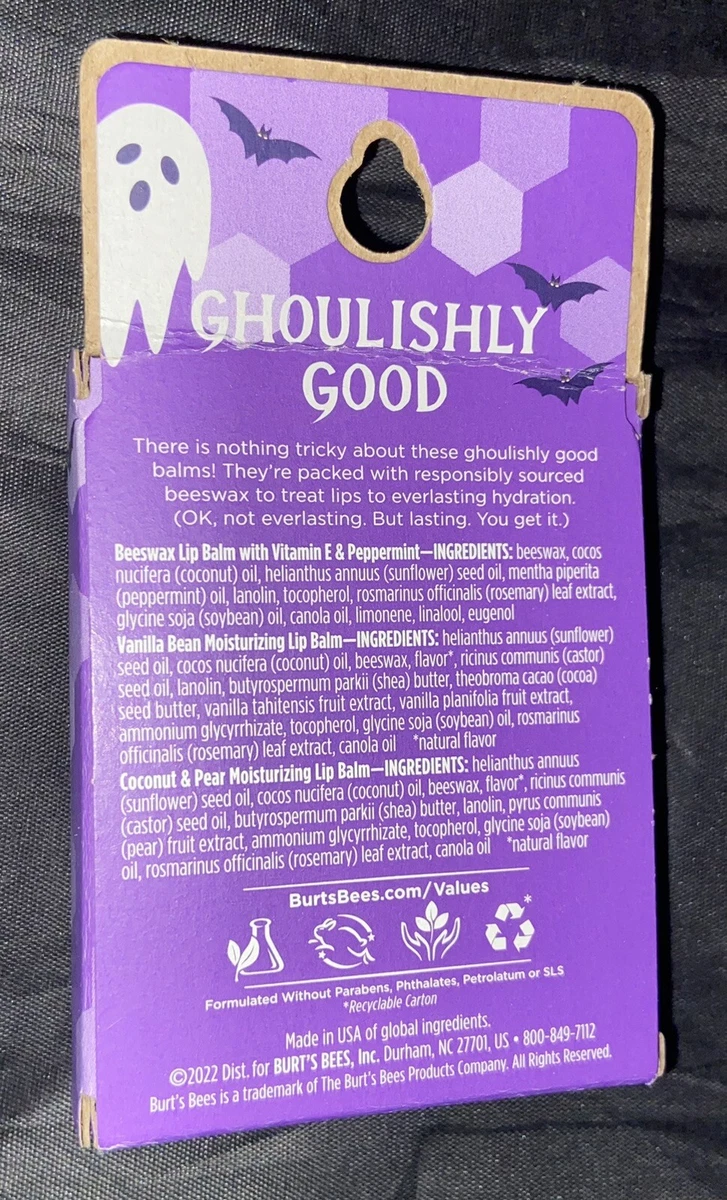 GHOULISHLY
GOOD
There is nothing tricky about these ghoulishly good
balms! They're packed with responsibly sourced
beeswax to treat lips to everlasting hydration.
(OK, not everlasting. But lasting. You get it.)
Beeswax Lip Balm with Vitamin E & Peppermint—INGREDIENTS: beeswax, cocos
nucifera (coconut) oil, helianthus annuus (sunflower) seed oil, mentha piperita
(peppermint) oil, lanolin, tocopherol, rosmarinus officinalis (rosemary) leaf extract,
glycine soja (soybean) oil, canola oil, limonene, linalool, eugenol
Vanilla Bean Moisturizing Lip Balm—INGREDIENTS: helianthus annuus (sunflower)
seed oil, cocos nucifera (coconut) oil, beeswax, flavor*, ricinus communis (castor)
seed oil, lanolin, butyrospermum parkii (shea) butter, theobroma cacao (cocoa)
seed butter, vanilla tahitensis fruit extract, vanilla planifolia fruit extract,
ammonium glycyrrhizate, tocopherol, glycine soja (soybean) oil, rosmarinus
officinalis (rosemary) leaf extract, canola oil *natural flavor
Coconut & Pear Moisturizing Lip Balm—INGREDIENTS: helianthus annuus
(sunflower) seed oil, cocos nucifera (coconut) oil, beeswax, flavor*, ricinus communis
(castor) seed oil, butyrospermum parkii (shea) butter, lanolin, pyrus communis
(pear) fruit extract, ammonium glycyrrhizate, tocopherol, glycine soja (soybean)
oil, rosmarinus officinalis (rosemary) leaf extract, canola oil *natural flavor
BurtsBees.com/Values
*
Formulated Without Parabens, Phthalates, Petrolatum or SLS
*Recyclable Carton
Made in USA of global ingredients.
©2022 Dist. for BURT'S BEES, Inc. Durham, NC 27701, US • 800-849-7112
Burt's Bees is a trademark of The Burt's Bees Products Company. All Rights Reserved.